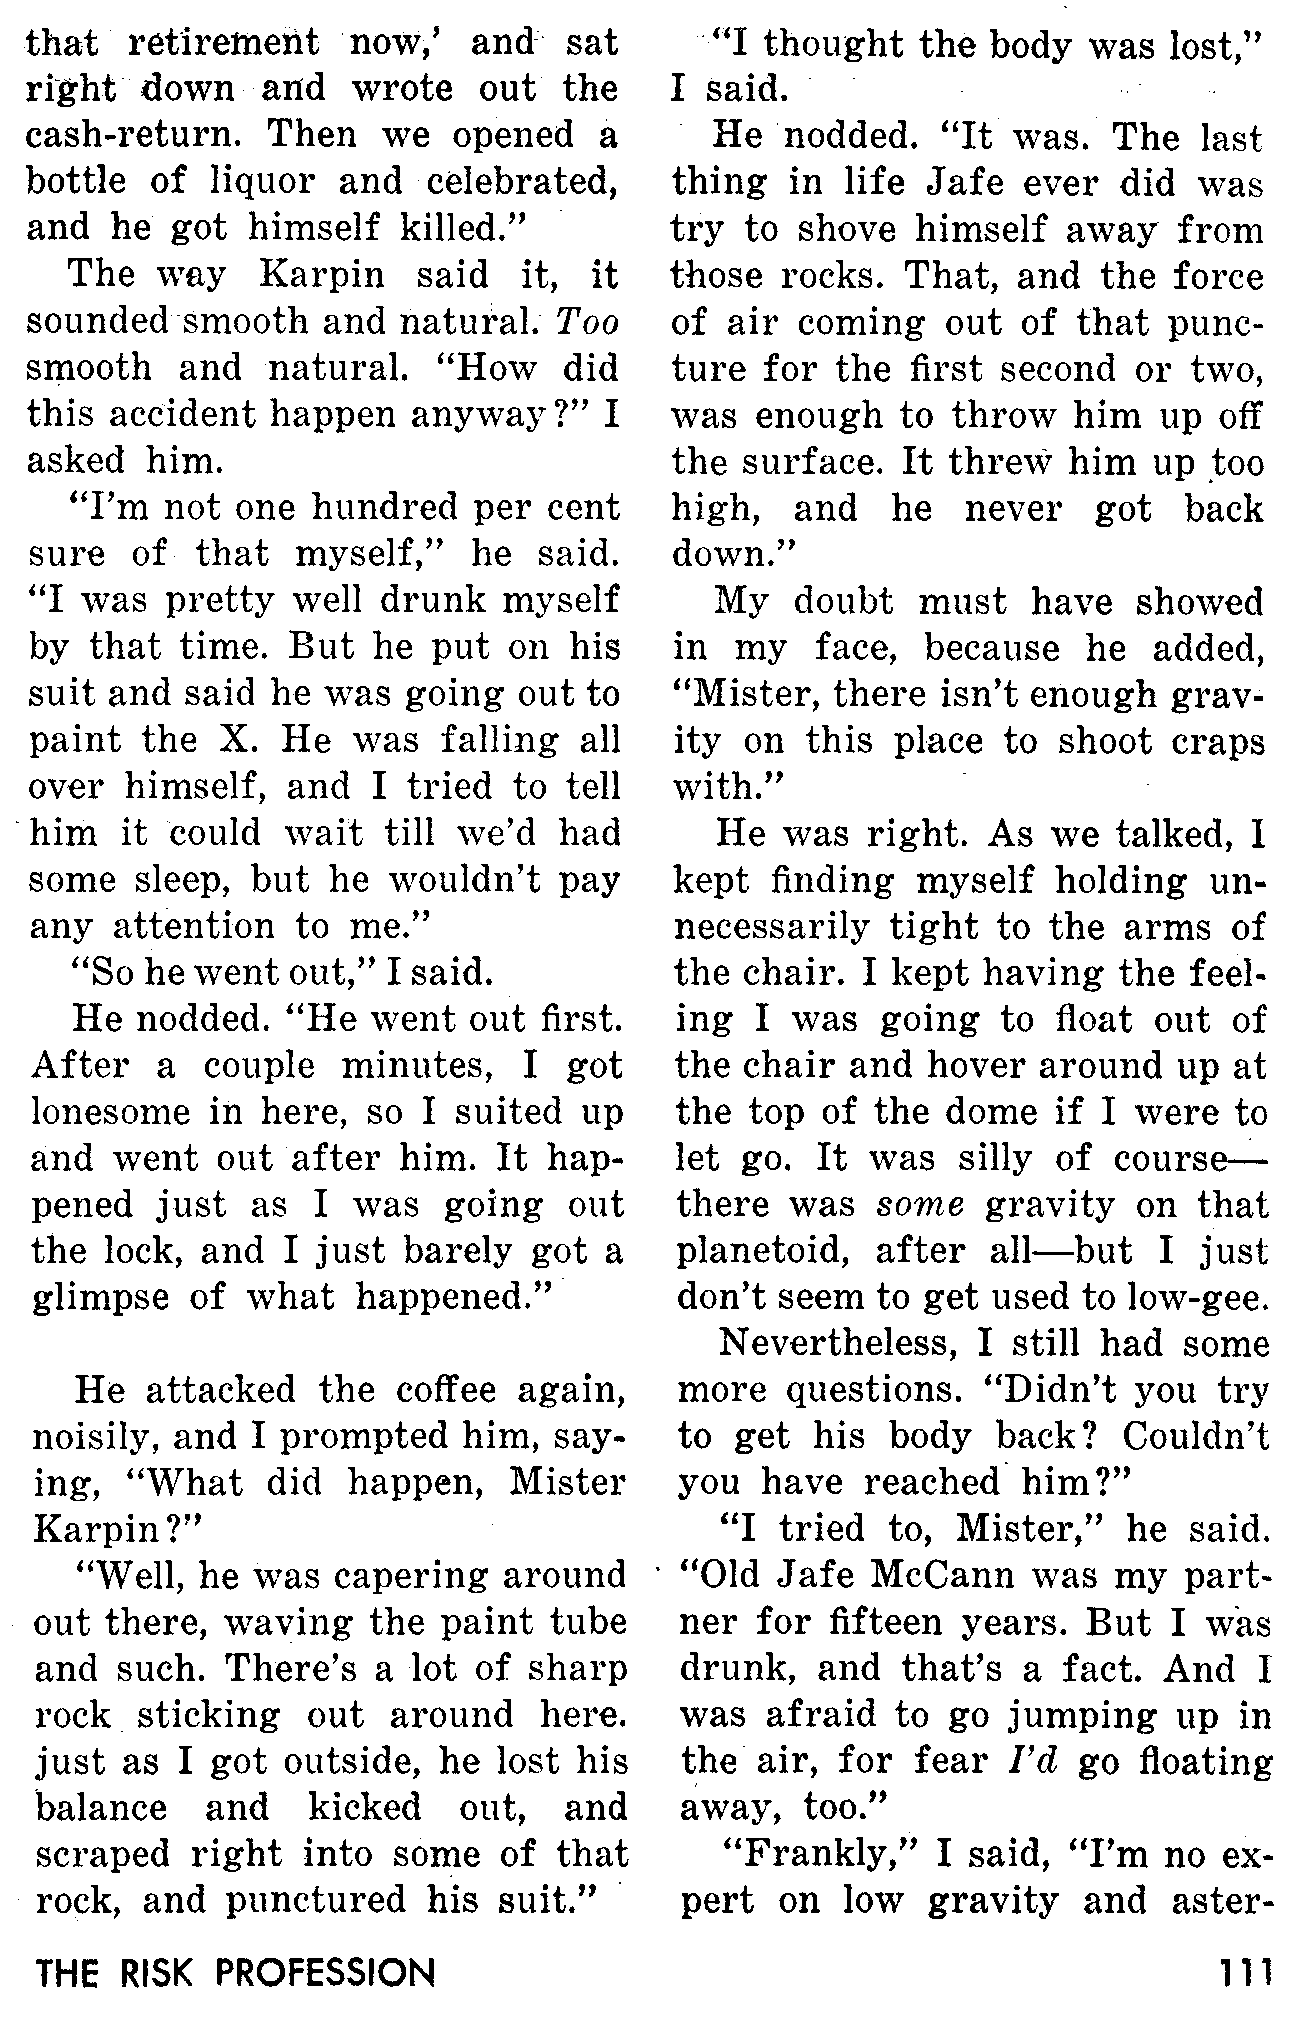 that retirement now,' and sat
right down and wrote out the
cash-return. Then we opened a
bottle of liquor and celebrated,
and he got himself killed."
The way Karpin said it, it
sounded smooth and natural. Too
smooth and natural. "How did
this accident happen anyway?" I
asked him.
"I'm not one hundred per cent
sure of that myself," he said.
"I was pretty well drunk myself
by that time. But he put on his
suit and said he was going out to
paint the X. He was falling all
over himself, and I tried to tell
him it could wait till we'd had
some sleep, but he wouldn't pay
any attention to me."
"So he went out," I said.
He nodded. "He went out first.
After a couple minutes, I got
lonesome in here, so I suited up
and went out after him. It hap-
pened just as I was going out
the lock, and I just barely got a
glimpse of what happened."
He attacked the coffee again,
noisily, and I prompted him, say-
ing, "What did happen, Mister
Karpin?"
"Well, he was capering around
out there, waving the paint tube
and such. There's a lot of sharp
rock sticking out around here.
just as I got outside, he lost his
balance and kicked out, and
scraped right into some of that
rock, and punctured his suit."
"I thought the body was lost,"
I said.
He nodded. "It was. The last
thing in life Jafe ever did was
try to shove himself away from
those rocks. That, and the force
of air coming out of that punc-
ture for the first second or two,
was enough to throw him up off
the surface. It threw him up too
high, and he never got back
down."
My doubt must have showed
in my face, because he added,
"Mister, there isn't enough grav-
ity on this place to shoot craps
with."
He was right. As we talked, I
kept finding myself holding un-
necessarily tight to the arms of
the chair. I kept having the feel-
ing I was going to float out of
the chair and hover around up at
the top of the dome if I were to
let go. It was silly of course—
there was some gravity on that
planetoid, after all—but I just
don't seem to get used to low-gee.
Nevertheless, I still had some
more questions. "Didn't you try
to get his body back? Couldn't
you have reached him?"
"I tried to, Mister," he said.
"Old Jafe McCann was my part-
ner for fifteen years. But I was
drunk, and that's a fact. And I
was afraid to go jumping up in
the air, for fear I'd go floating
away, too."
"Frankly," I said, "I'm no ex-
pert on low gravity and aster-
THE RISK PROFESSION
111